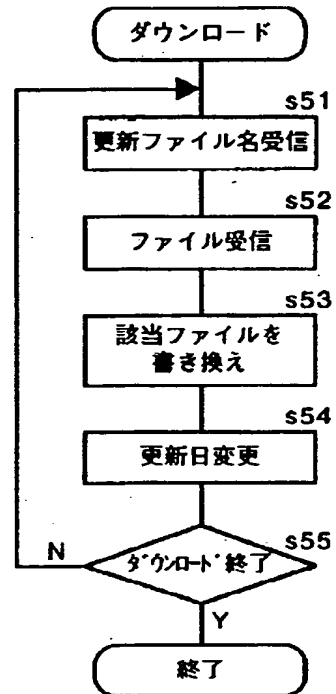 ダウンロード
s51
更新ファイル名受信
s52
ファイル受信
s53
該当ファイルを
書き換え
s54
更新日変更
s55
ﾀﾞｳﾝﾛｰﾄﾞ終了
N
Y
終了